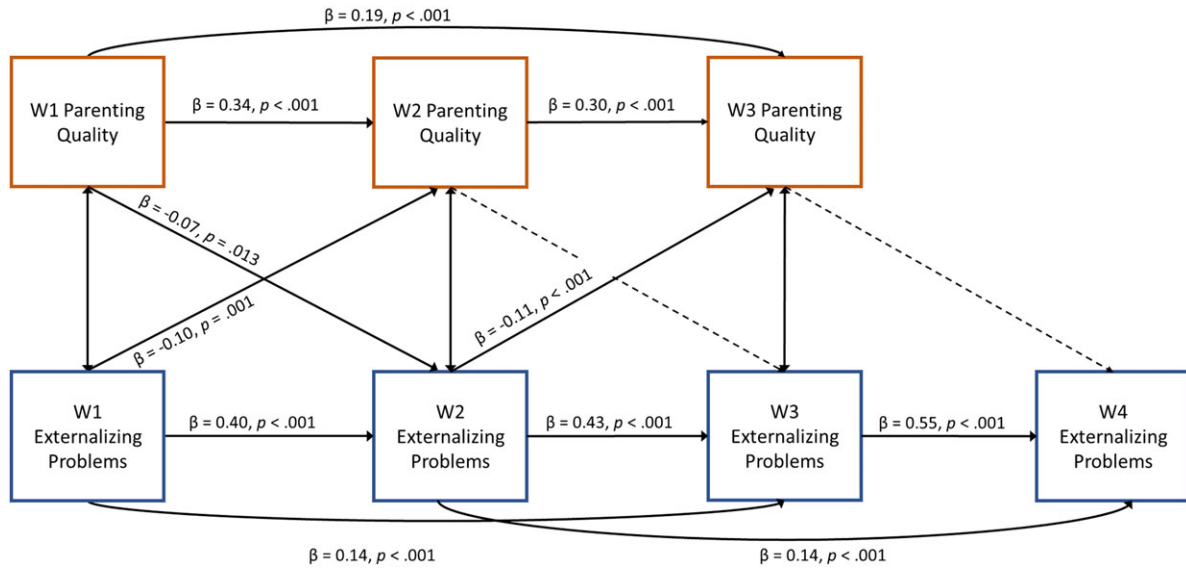 β = 0.19, p < .001
W1 Parenting
Quality
β = 0.34, p < .001
W2 Parenting
Quality
β = 0.30, p < .001
W3 Parenting
Quality
β = -0.07, p = .013
β = -0.10, p = .001
β = -0.11, p < .001
W1
Externalizing
Problems
β = 0.40, p < .001
W2
Externalizing
Problems
β = 0.43, p < .001
W3
Externalizing
Problems
β = 0.55, p < .001
W4
Externalizing
Problems
β = 0.14, p < .001
β = 0.14, p < .001